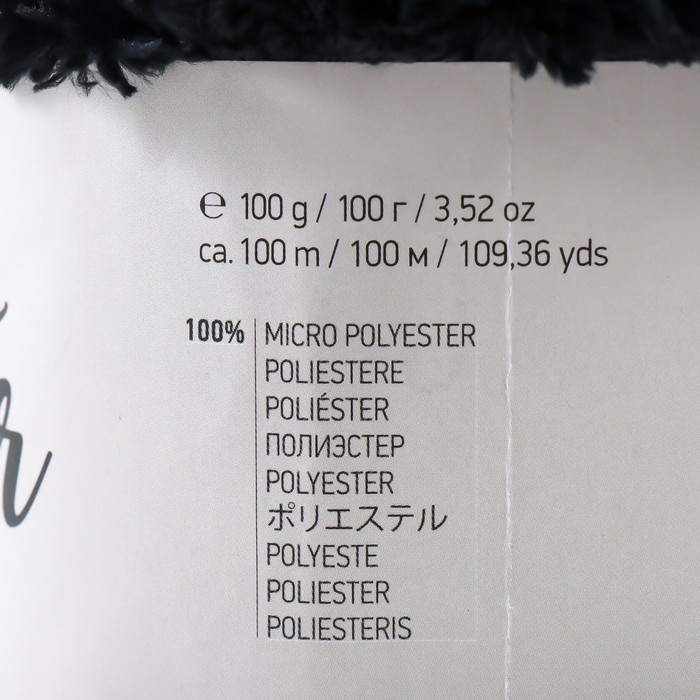 ℮ 100 g / 100 г / 3,52 oz
ca. 100 m / 100 м / 109,36 yds
100% MICRO POLYESTER
POLIESTERE
POLIÉSTER
ПОЛИЭСТЕР
POLYESTER
ポリエステル
POLYESTE
POLIESTER
POLIESTERIS